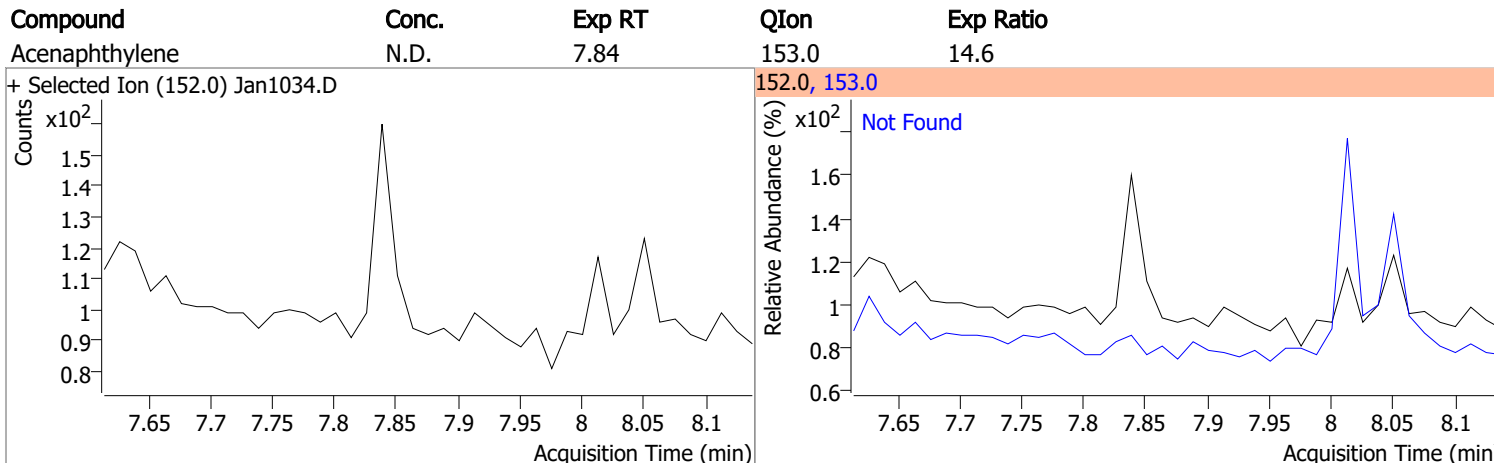 Compound Conc. Exp RT QIon Exp Ratio
Acenaphthylene N.D. 7.84 153.0 14.6
+ Selected Ion (152.0) Jan1034.D
Counts
x10²
1.5
1.4
1.3
1.2
1.1
1
0.9
0.8
7.65 7.7 7.75 7.8 7.85 7.9 7.95 8 8.05 8.1
Acquisition Time (min)
152.0, 153.0
Relative Abundance (%)
x10²
Not Found
1.6
1.4
1.2
1
0.8
0.6
7.65 7.7 7.75 7.8 7.85 7.9 7.95 8 8.05 8.1
Acquisition Time (min